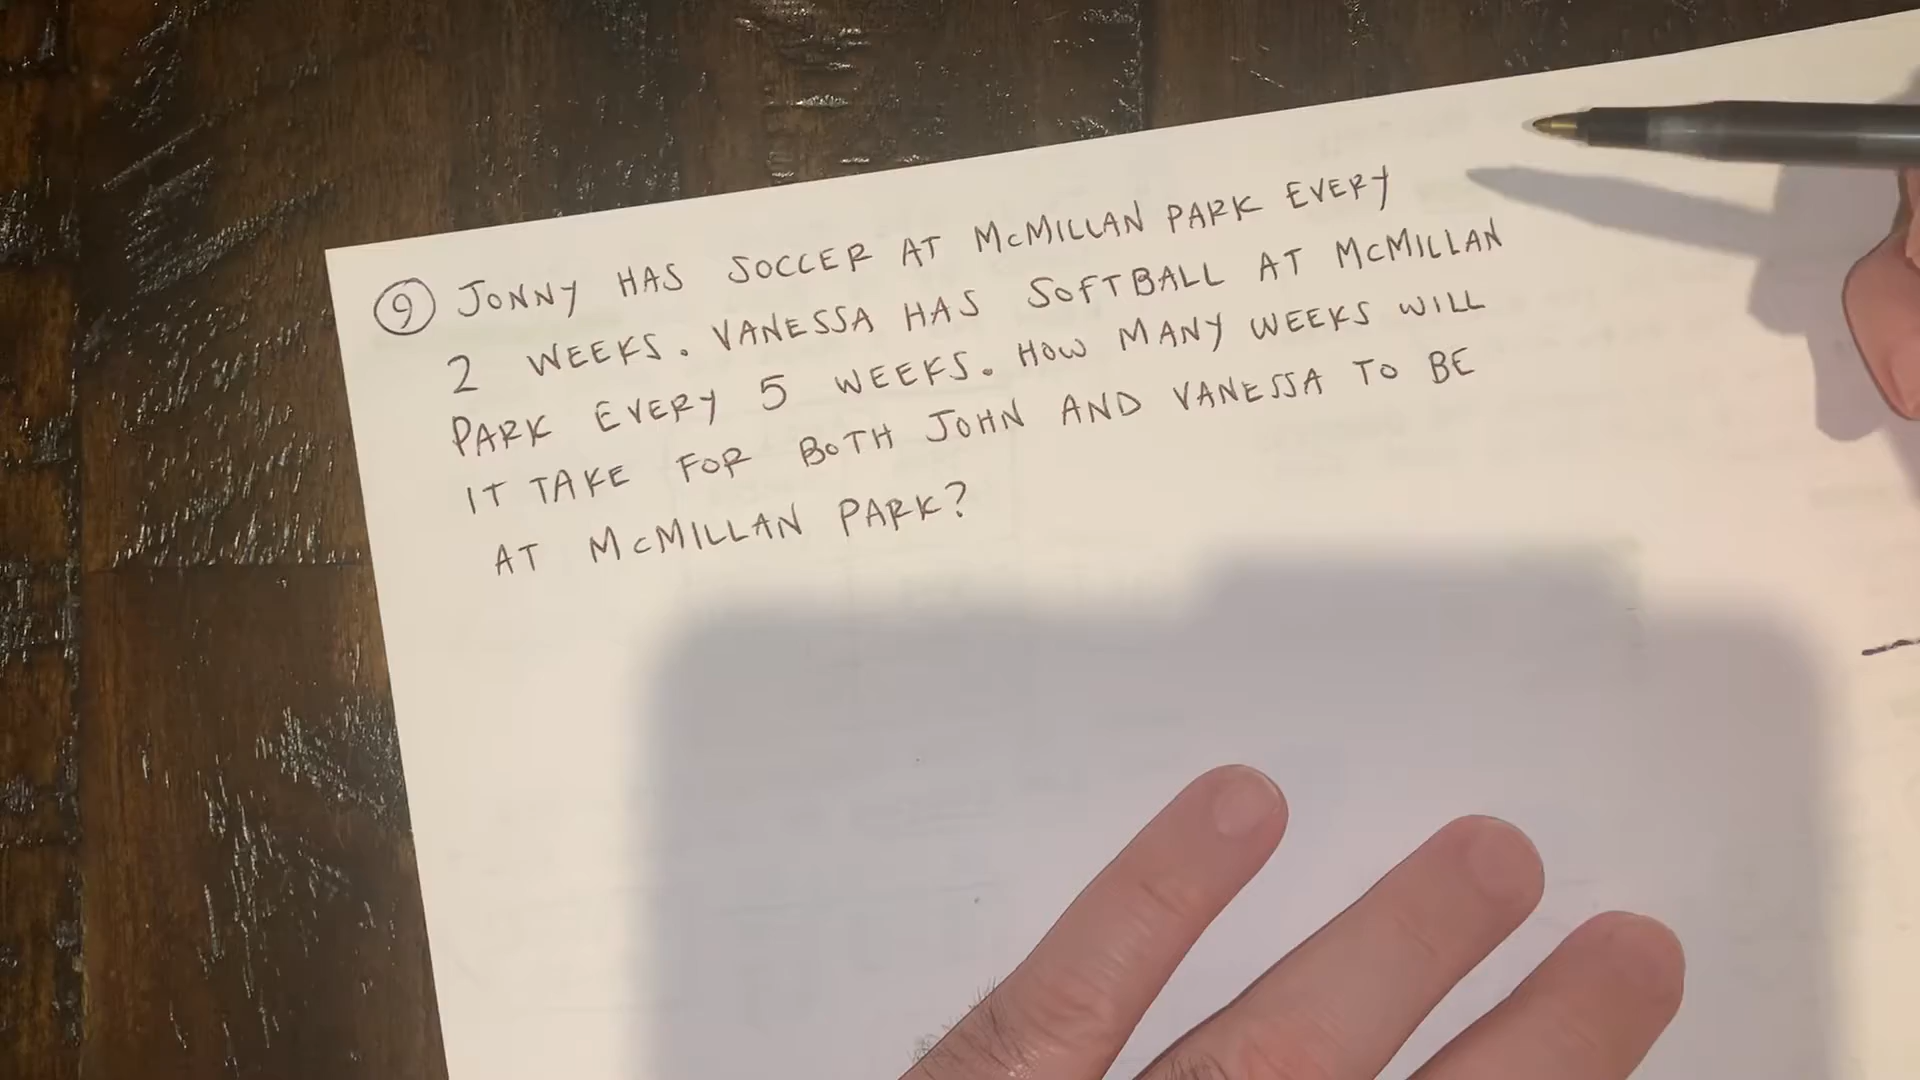 9 JONNY HAS SOCCER AT McMILLAN PARK EVERY
2 WEEKS. VANESSA HAS SOFTBALL AT McMILLAN
PARK EVERY 5 WEEKS. HOW MANY WEEKS WILL
IT TAKE FOR BOTH JOHN AND VANESSA TO BE
AT McMILLAN PARK?